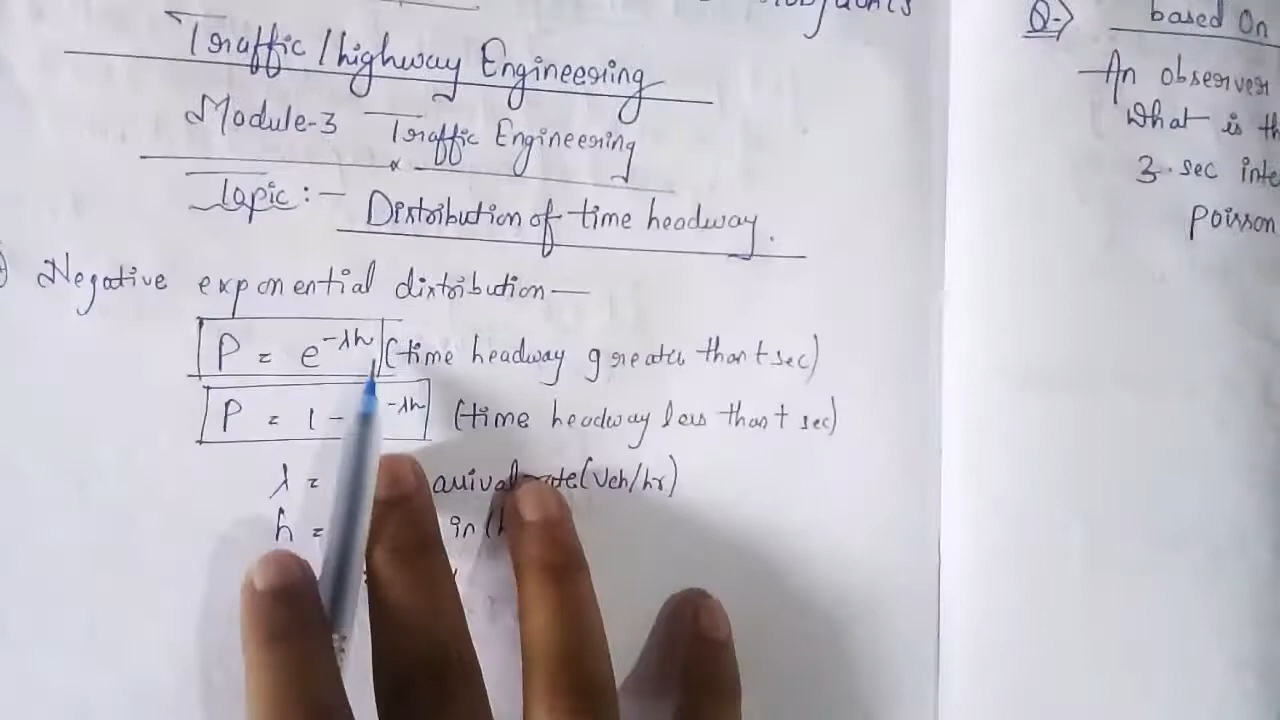 Traffic / highway Engineering
Module-3 Traffic Engineering
Topic :- Distribution of time headway.
Negative exponential distribution —
P = e^-λh (time headway greater than t sec)
P = 1 - -λh (time headway less than t sec)
λ = arrival rate (Veh/hr)
h = in
Q->
based On
An observer
What is th
3 sec inte
poisson